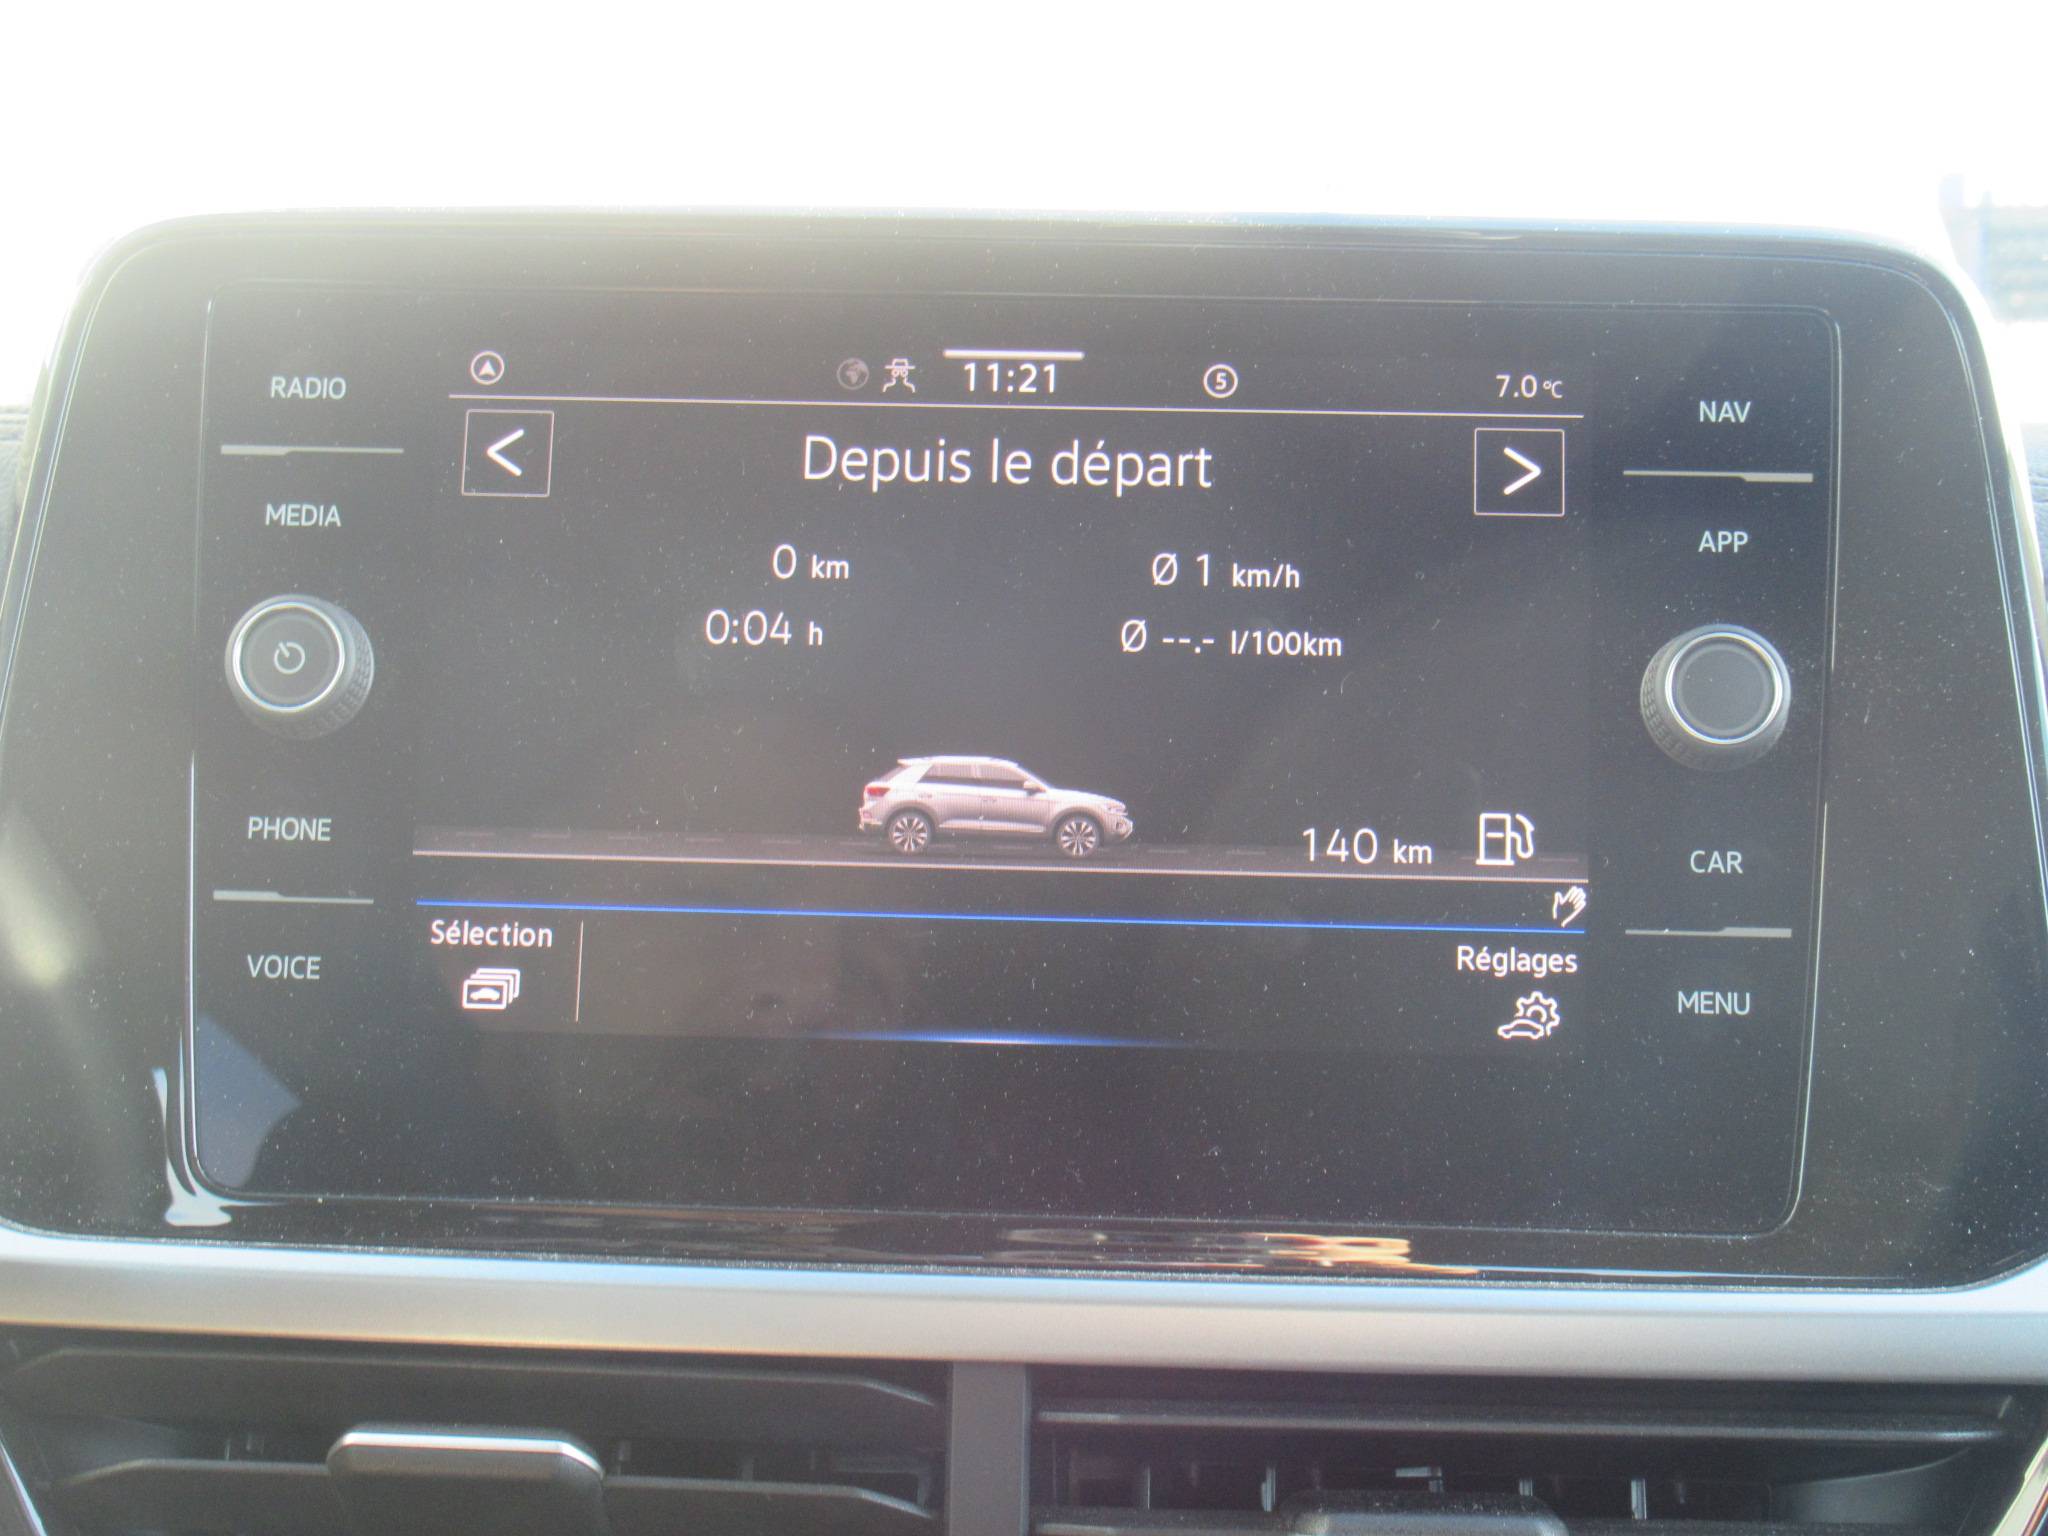 RADIO
MEDIA
PHONE
VOICE
11:21
5
7.0 °C
<
Depuis le départ
>
0 km
Ø 1 km/h
0:04 h
Ø --.- l/100km
140 km
Sélection
Réglages
NAV
APP
CAR
MENU